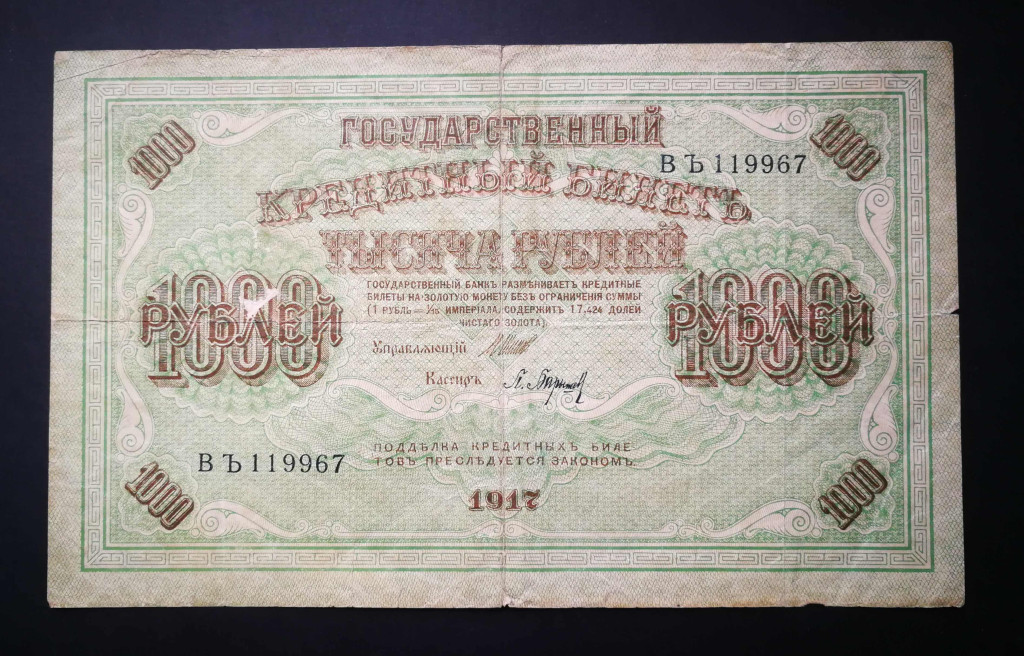 1000
1000
ГОСУДАРСТВЕННЫЙ
ВЪ 119967
КРЕДИТНЫЙ БИЛЕТЪ
ТЫСЯЧА РУБЛЕЙ
1000
РУБЛЕЙ
1000
РУБЛЕЙ
ГОСУДАРСТВЕННЫЙ БАНКЪ РАЗМѢНИВАЕТЪ КРЕДИТНЫЕ
БИЛЕТЫ НА ЗОЛОТУЮ МОНЕТУ БЕЗЪ ОГРАНИЧЕНІЯ СУММЫ
(1 РУБЛЬ = 1/15 ИМПЕРІАЛА, СОДЕРЖИТЪ 17,424 ДОЛЕЙ
ЧИСТАГО ЗОЛОТА)
Управляющій
Кассиръ
ПОДДѢЛКА КРЕДИТНЫХЪ БИЛЕ
ТОВЪ ПРЕСЛѢДУЕТСЯ ЗАКОНОМЪ.
ВЪ 119967
1917
1000
1000